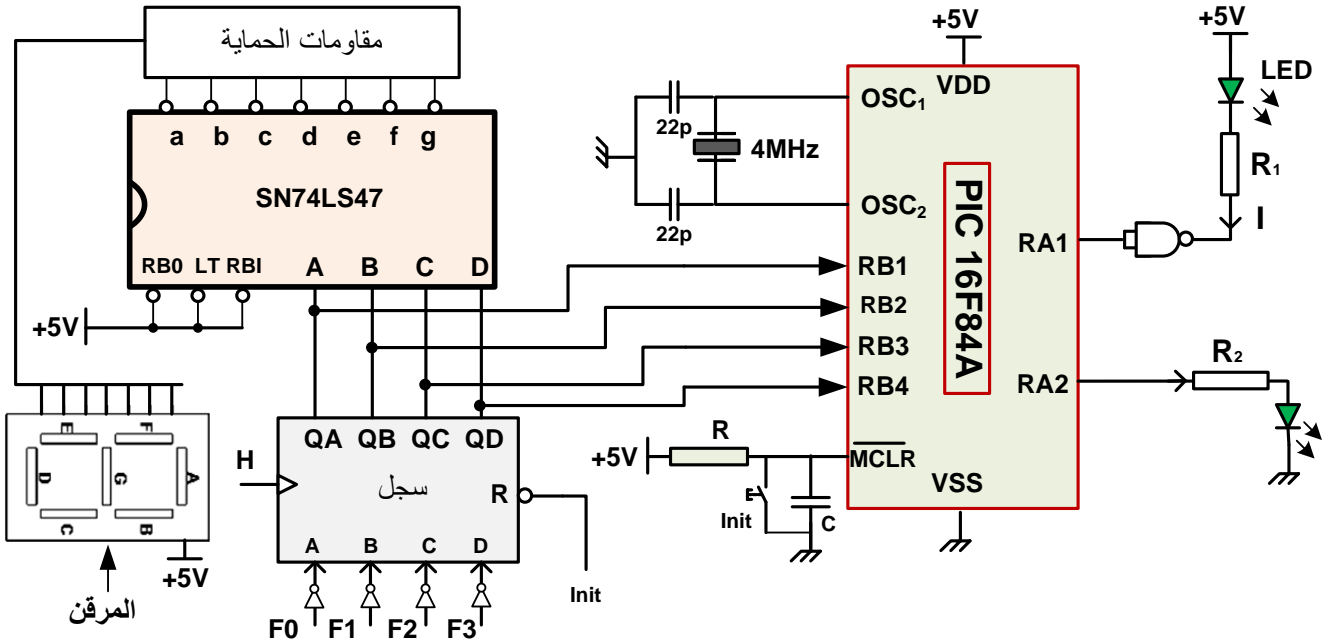 مقاومات الحماية
a b c d e f g
SN74LS47
RB0 LT RBI A B C D
+5V
E F
D G A
C B
+5V
المرقن
QA QB QC QD
H
سجل
R
A B C D
Init
F0 F1 F2 F3
+5V
VDD
OSC1
22p
4MHz
OSC2
22p
PIC 16F84A
RB1
RB2
RB3
RB4
RA1
RA2
R
+5V
MCLR
Init
C
VSS
+5V
LED
R1
I
R2